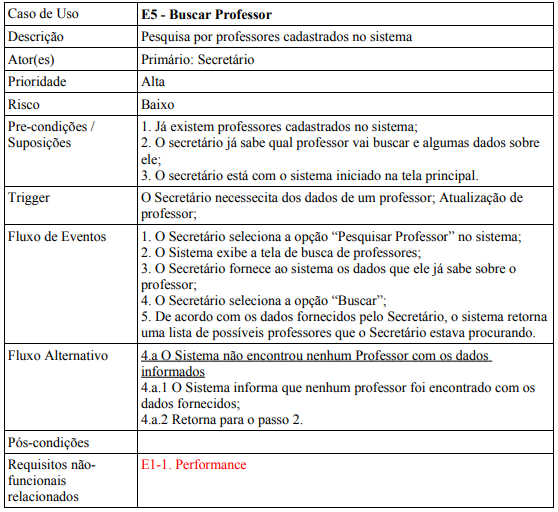 Caso de Uso E5 - Buscar Professor
Descrição Pesquisa por professores cadastrados no sistema
Ator(es) Primário: Secretário
Prioridade Alta
Risco Baixo
Pre-condições / 1. Já existem professores cadastrados no sistema;
Suposições 2. O secretário já sabe qual professor vai buscar e algumas dados sobre
ele;
3. O secretário está com o sistema iniciado na tela principal.
Trigger O Secretário necessecita dos dados de um professor; Atualização de
professor;
Fluxo de Eventos 1. O Secretário seleciona a opção “Pesquisar Professor” no sistema;
2. O Sistema exibe a tela de busca de professores;
3. O Secretário fornece ao sistema os dados que ele já sabe sobre o
professor;
4. O Secretário seleciona a opção “Buscar”;
5. De acordo com os dados fornecidos pelo Secretário, o sistema retorna
uma lista de possíveis professores que o Secretário estava procurando.
Fluxo Alternativo 4.a O Sistema não encontrou nenhum Professor com os dados
informados
4.a.1 O Sistema informa que nenhum professor foi encontrado com os
dados fornecidos;
4.a.2 Retorna para o passo 2.
Pós-condições
Requisitos não- E1-1. Performance
funcionais
relacionados